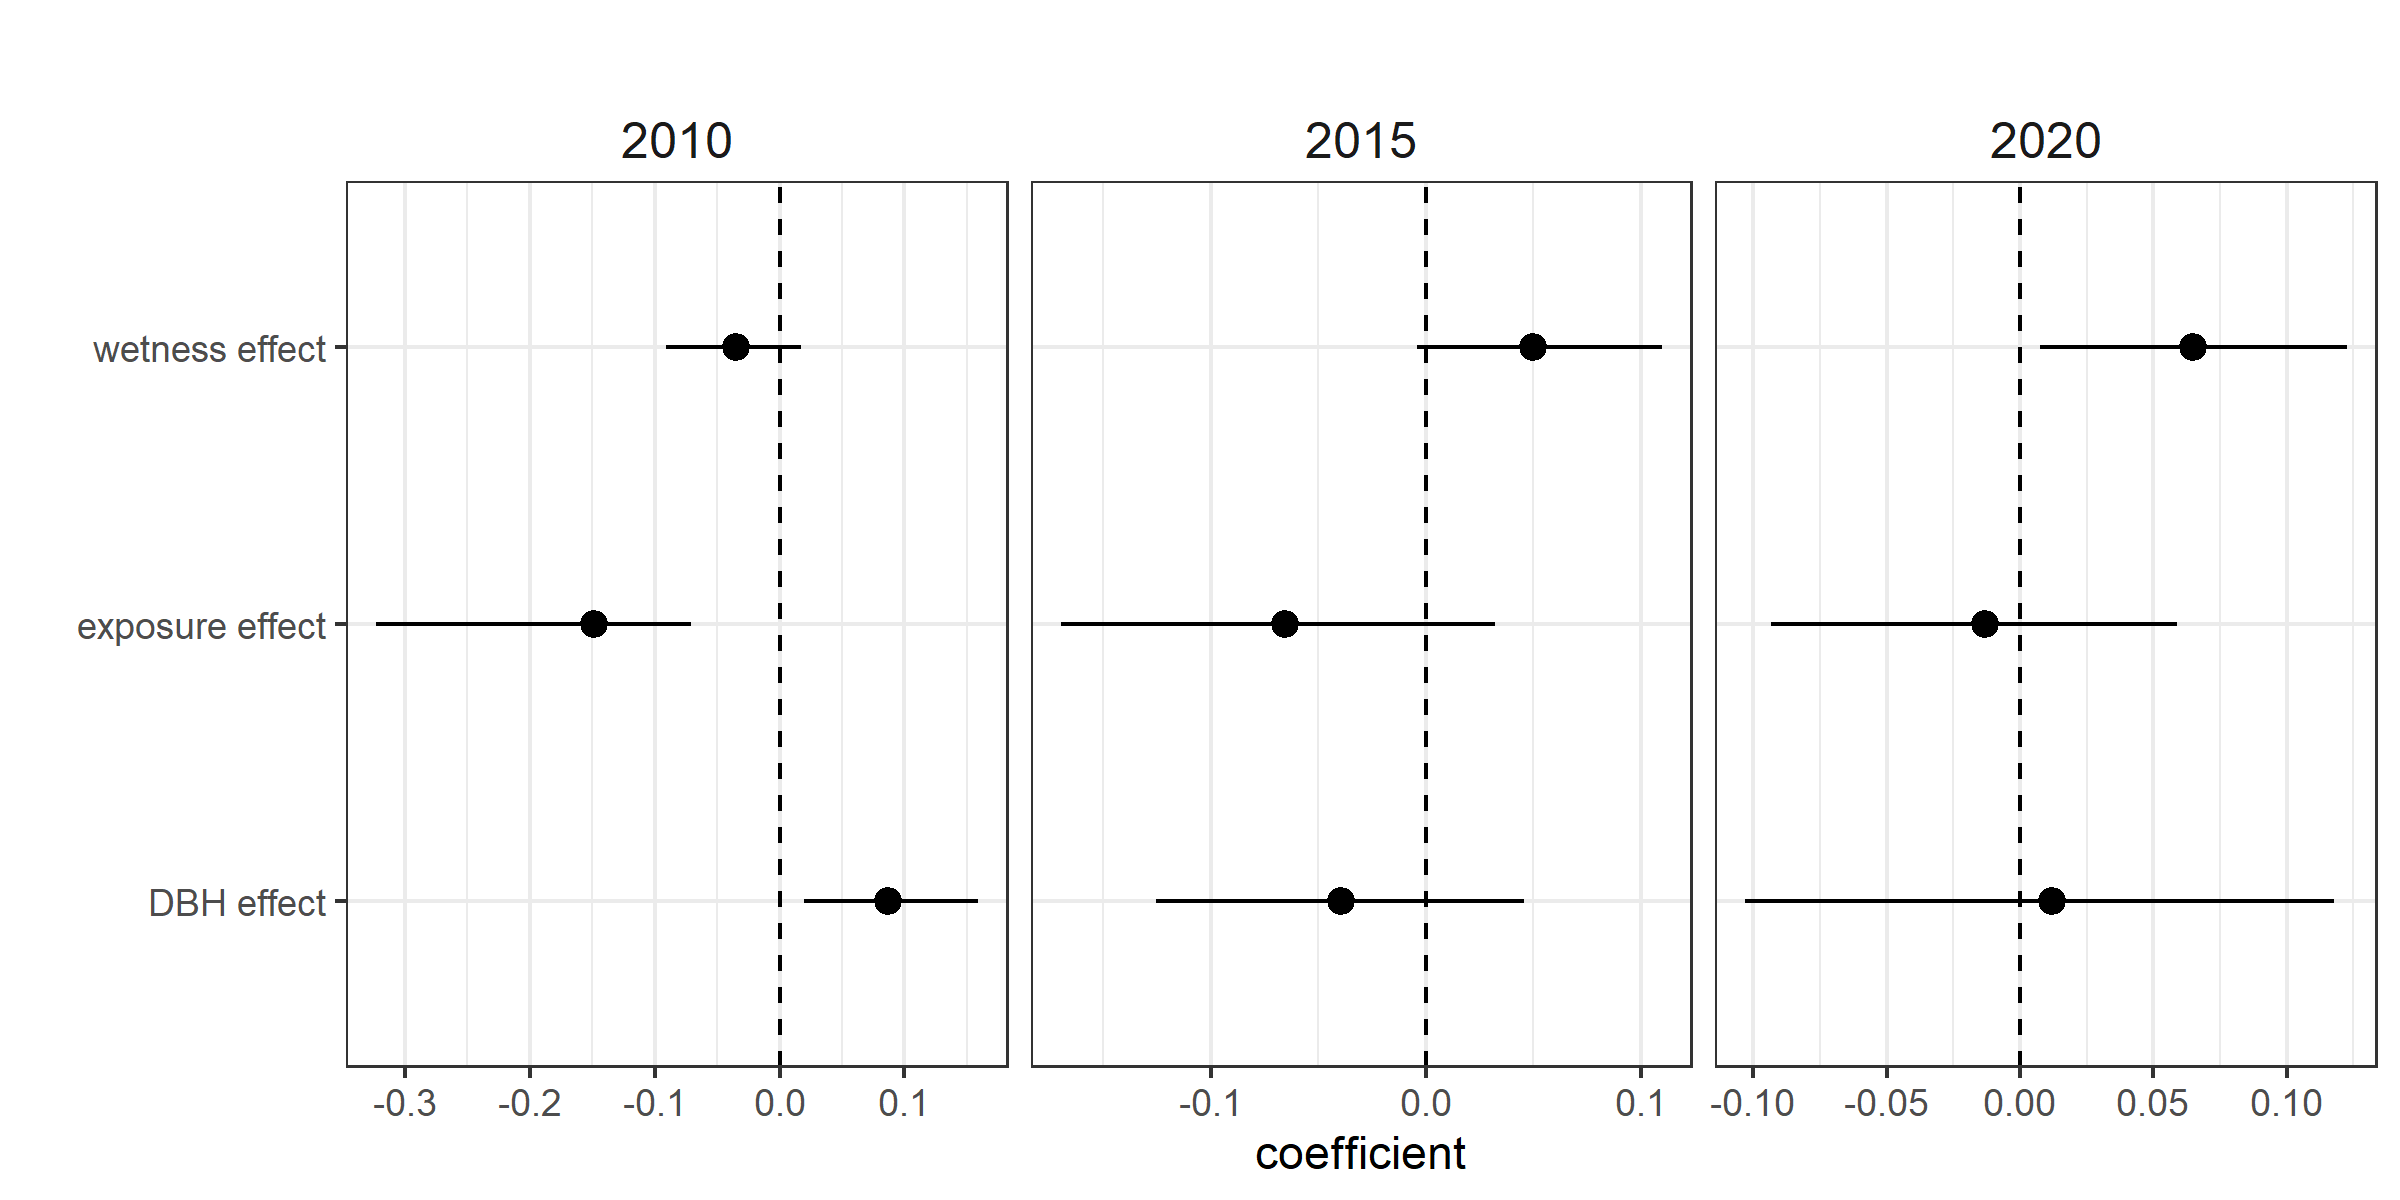 2010 2015 2020
wetness effect
exposure effect
DBH effect
-0.3 -0.2 -0.1 0.0 0.1 -0.1 0.0 0.1 -0.10 -0.05 0.00 0.05 0.10
coefficient